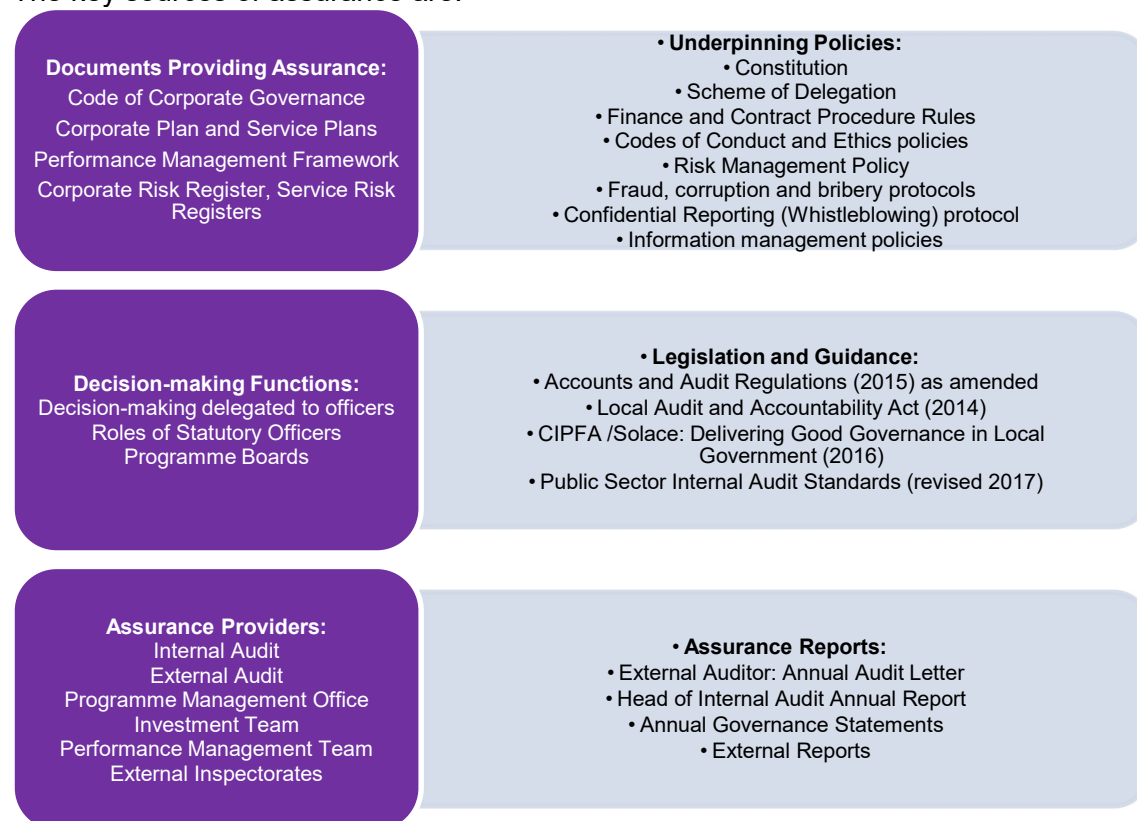 The key sources of assurance are:
Documents Providing Assurance:
Code of Corporate Governance
Corporate Plan and Service Plans
Performance Management Framework
Corporate Risk Register, Service Risk
Registers
• Underpinning Policies:
• Constitution
• Scheme of Delegation
• Finance and Contract Procedure Rules
• Codes of Conduct and Ethics policies
• Risk Management Policy
• Fraud, corruption and bribery protocols
• Confidential Reporting (Whistleblowing) protocol
• Information management policies
Decision-making Functions:
Decision-making delegated to officers
Roles of Statutory Officers
Programme Boards
• Legislation and Guidance:
• Accounts and Audit Regulations (2015) as amended
• Local Audit and Accountability Act (2014)
• CIPFA /Solace: Delivering Good Governance in Local
Government (2016)
• Public Sector Internal Audit Standards (revised 2017)
Assurance Providers:
Internal Audit
External Audit
Programme Management Office
Investment Team
Performance Management Team
External Inspectorates
• Assurance Reports:
• External Auditor: Annual Audit Letter
• Head of Internal Audit Annual Report
• Annual Governance Statements
• External Reports